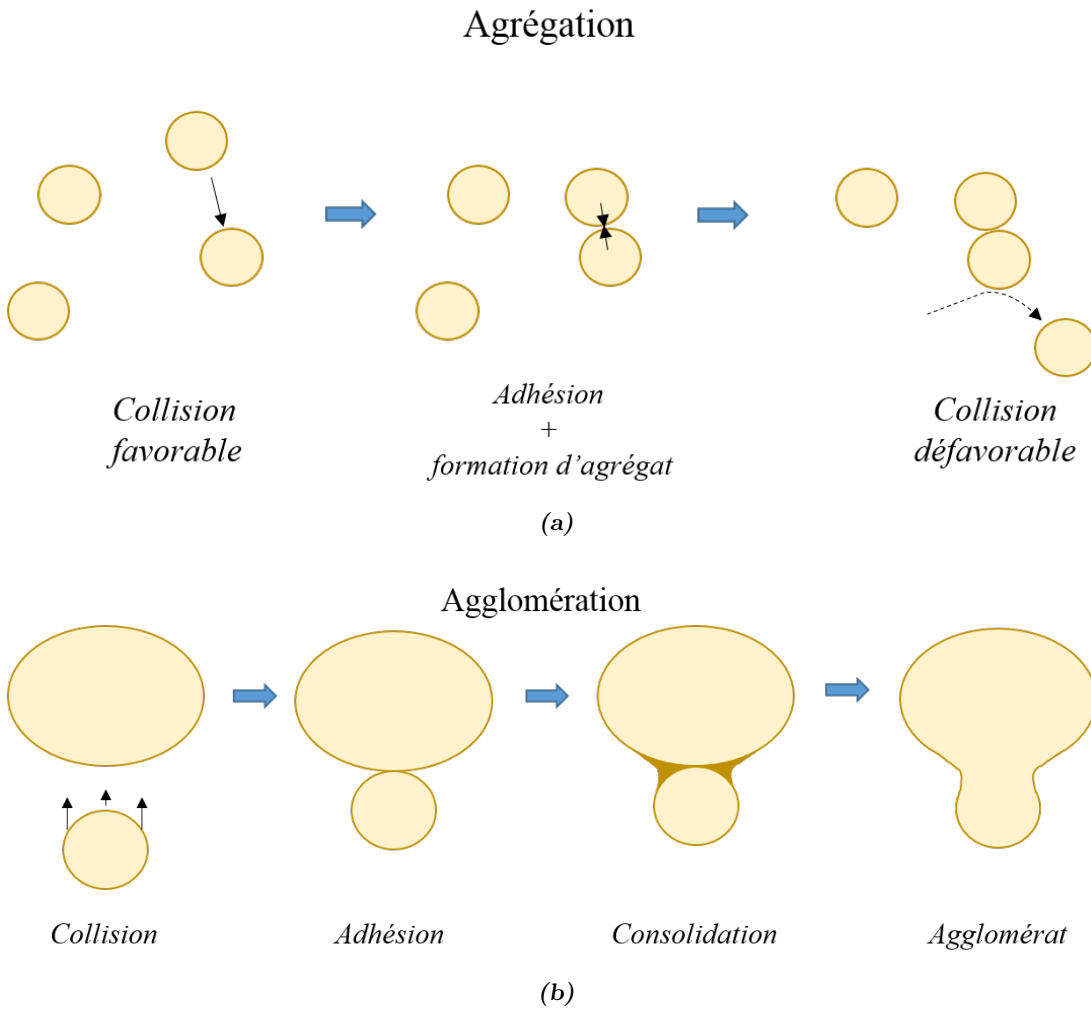 Agrégation
Collision
favorable
Adhésion
+
formation d'agrégat
Collision
défavorable
(a)
Agglomération
Collision
Adhésion
Consolidation
Agglomérat
(b)